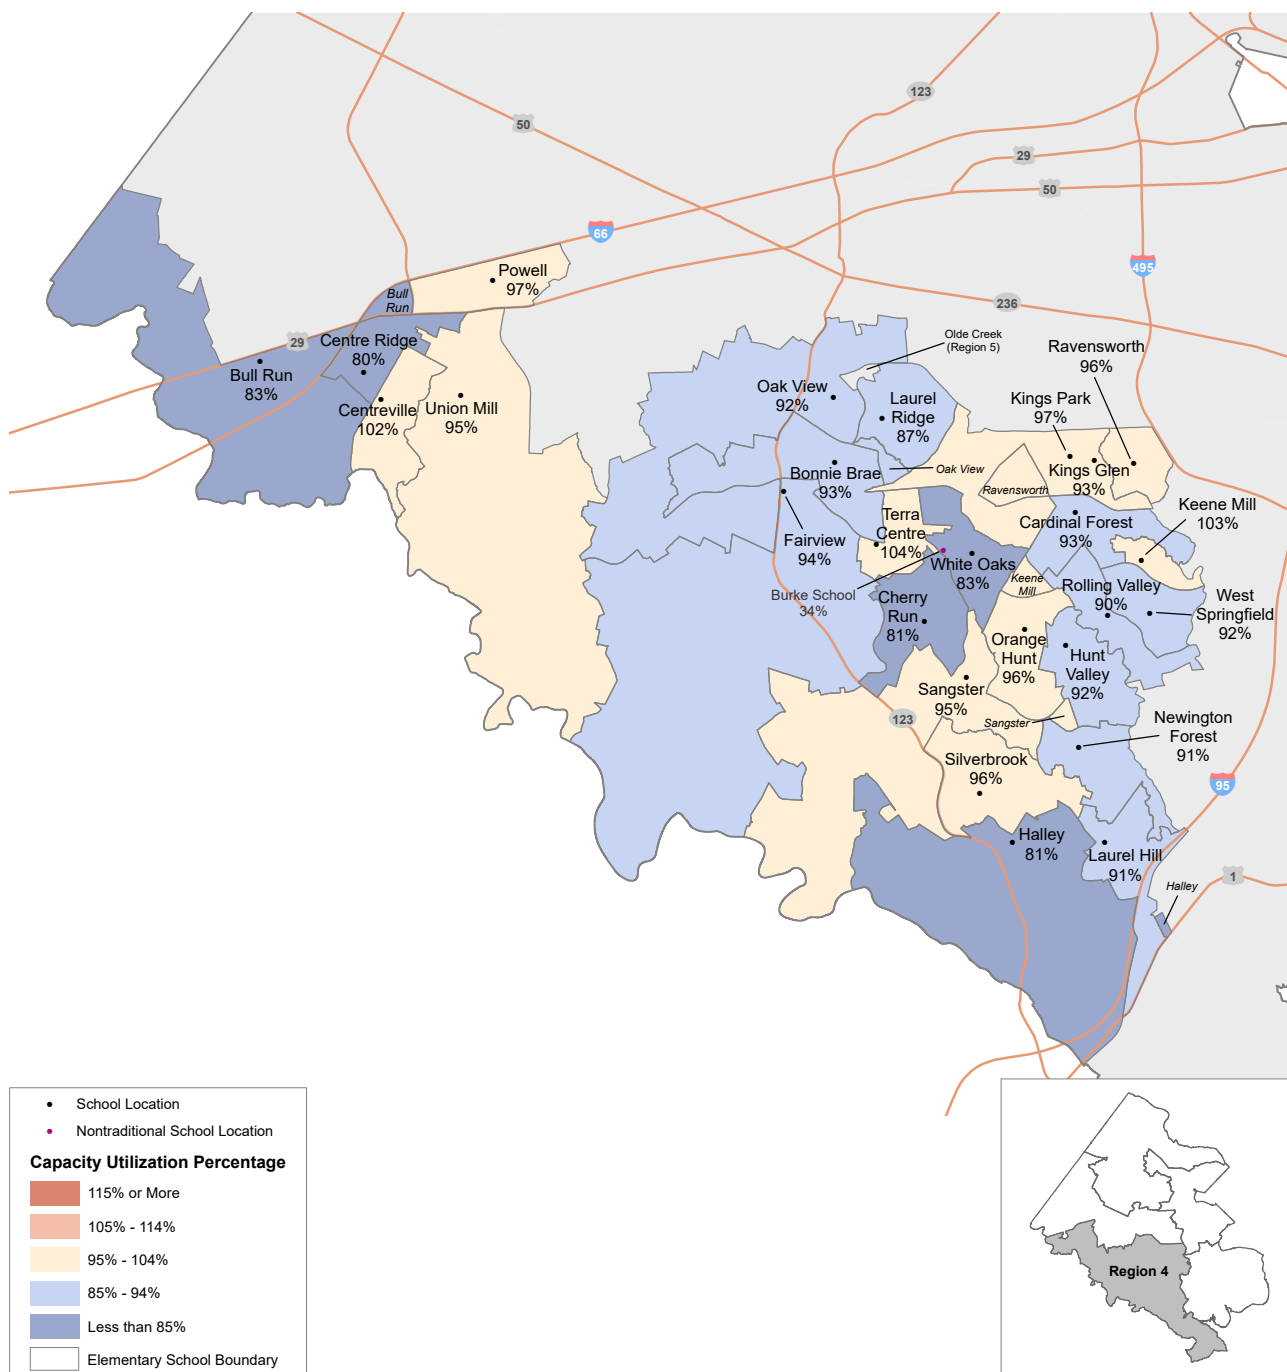 123
50
29
50
66
495
Powell
97%
Bull
Run
236
29
Centre Ridge
80%
Bull Run
83%
Olde Creek
(Region 5)
Ravensworth
96%
Oak View
92%
Laurel
Ridge
87%
Kings Park
97%
Centreville
102%
Union Mill
95%
Bonnie Brae
93%
Oak View
Kings Glen
93%
Ravensworth
Keene Mill
103%
Terra
Centre
104%
Cardinal Forest
93%
Fairview
94%
White Oaks
83%
Keene
Mill
Rolling Valley
90%
Burke School
34%
Cherry
Run
81%
West
Springfield
92%
Orange
Hunt
96%
Hunt
Valley
92%
Sangster
95%
Sangster
123
Newington
Forest
91%
Silverbrook
96%
95
Halley
81%
Laurel Hill
91%
Halley
1
School Location
Nontraditional School Location
Capacity Utilization Percentage
115% or More
105% - 114%
95% - 104%
85% - 94%
Less than 85%
Elementary School Boundary
Region 4